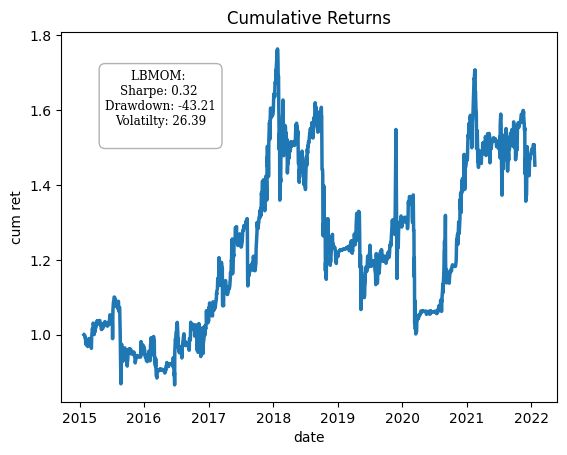 Cumulative Returns
LBMOM:
Sharpe: 0.32
Drawdown: -43.21
Volatilty: 26.39
cum ret
1.8
1.6
1.4
1.2
1.0
2015 2016 2017 2018 2019 2020 2021 2022
date